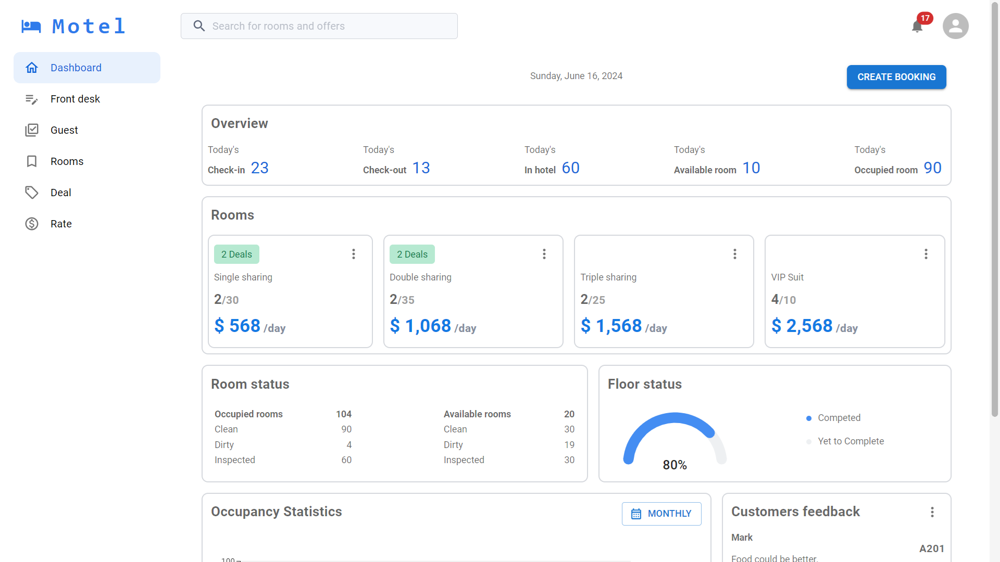 Motel
Search for rooms and offers
17
Dashboard
Front desk
Guest
Rooms
Deal
Rate
Sunday, June 16, 2024
CREATE BOOKING
Overview
Today's
Check-in 23
Today's
Check-out 13
Today's
In hotel 60
Today's
Available room 10
Today's
Occupied room 90
Rooms
2 Deals
Single sharing
2/30
$ 568 /day
2 Deals
Double sharing
2/35
$ 1,068 /day
Triple sharing
2/25
$ 1,568 /day
VIP Suit
4/10
$ 2,568 /day
Room status
Occupied rooms 104
Clean 90
Dirty 4
Inspected 60
Available rooms 20
Clean 30
Dirty 19
Inspected 30
Floor status
80%
Competed
Yet to Complete
Occupancy Statistics
MONTHLY
100
Customers feedback
Mark
A201
Food could be better.